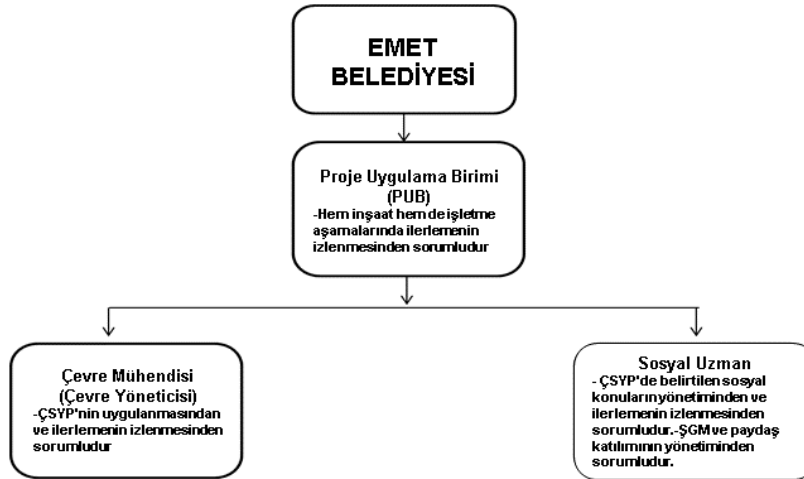 EMET
BELEDİYESİ
Proje Uygulama Birimi
(PUB)
-Hem inşaat hem de işletme
aşamalarında ilerlemenin
izlenmesinden sorumludur
Çevre Mühendisi
(Çevre Yöneticisi)
-ÇSYP'nin uygulanmasından
ve ilerlemenin izlenmesinden
sorumludur
Sosyal Uzman
- ÇSYP'de belirtilen sosyal
konuların yönetiminden ve
ilerlemenin izlenmesinden
sorumludur.-ŞGM ve paydaş
katılımının yönetiminden
sorumludur.